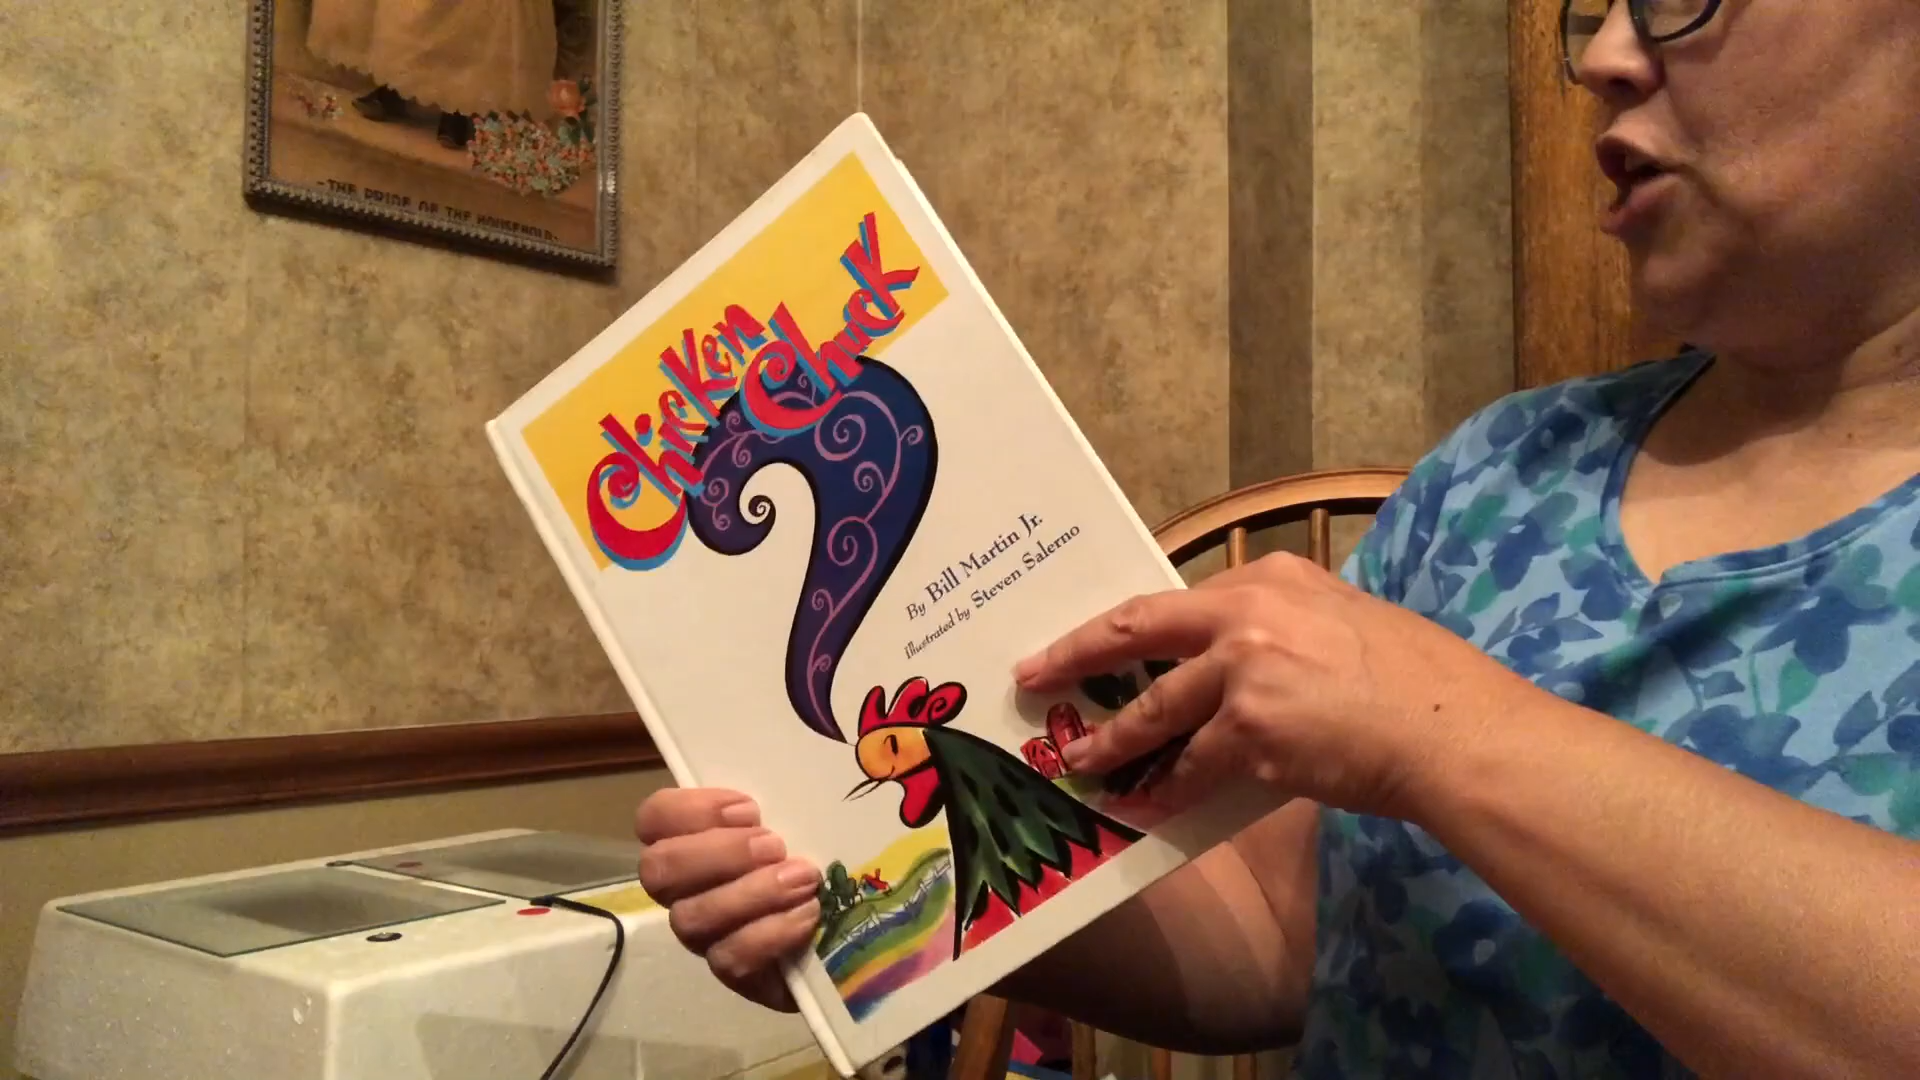 -THE PRIDE OF THE HOUSEHOLD-
Chicken
Chuck
By Bill Martin Jr.
Illustrated by Steven Salerno